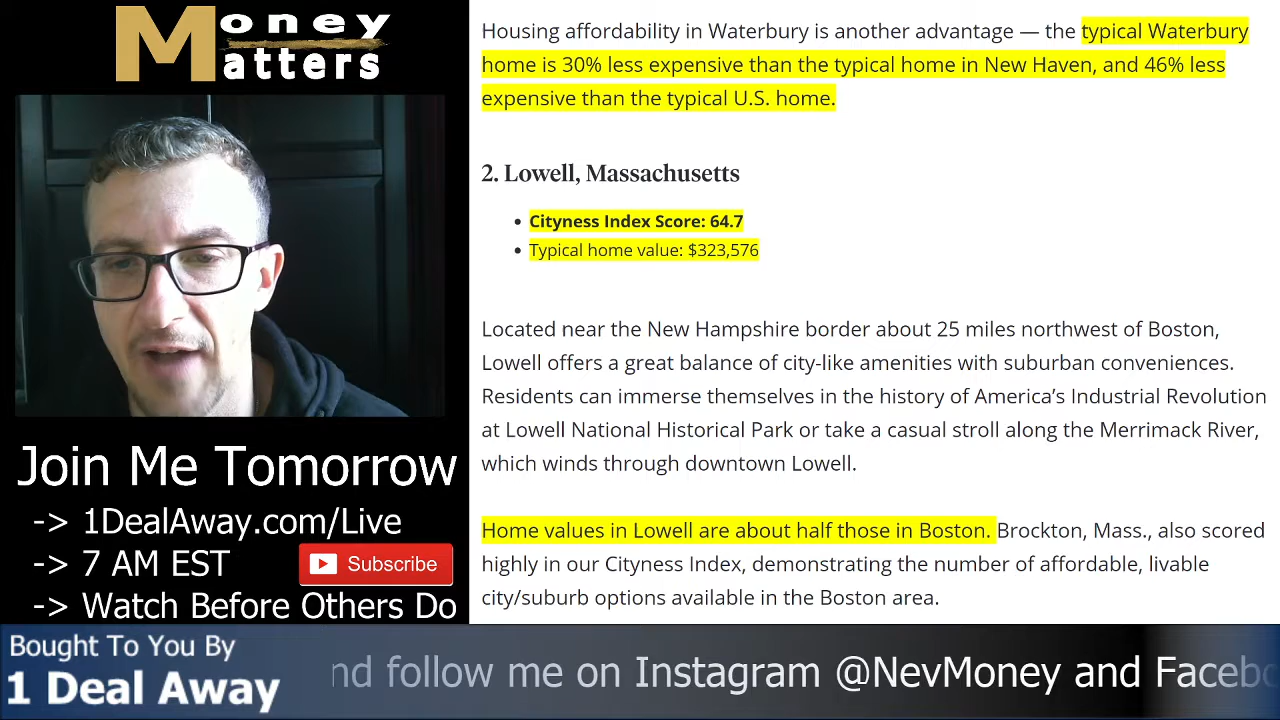 Money
Matters
Join Me Tomorrow
-> 1DealAway.com/Live
-> 7 AM EST
Subscribe
-> Watch Before Others Do
Housing affordability in Waterbury is another advantage — the typical Waterbury
home is 30% less expensive than the typical home in New Haven, and 46% less
expensive than the typical U.S. home.
2. Lowell, Massachusetts
• Cityness Index Score: 64.7
• Typical home value: $323,576
Located near the New Hampshire border about 25 miles northwest of Boston,
Lowell offers a great balance of city-like amenities with suburban conveniences.
Residents can immerse themselves in the history of America’s Industrial Revolution
at Lowell National Historical Park or take a casual stroll along the Merrimack River,
which winds through downtown Lowell.
Home values in Lowell are about half those in Boston. Brockton, Mass., also scored
highly in our Cityness Index, demonstrating the number of affordable, livable
city/suburb options available in the Boston area.
Bought To You By
1 Deal Away
nd follow me on Instagram @NevMoney and Facebo